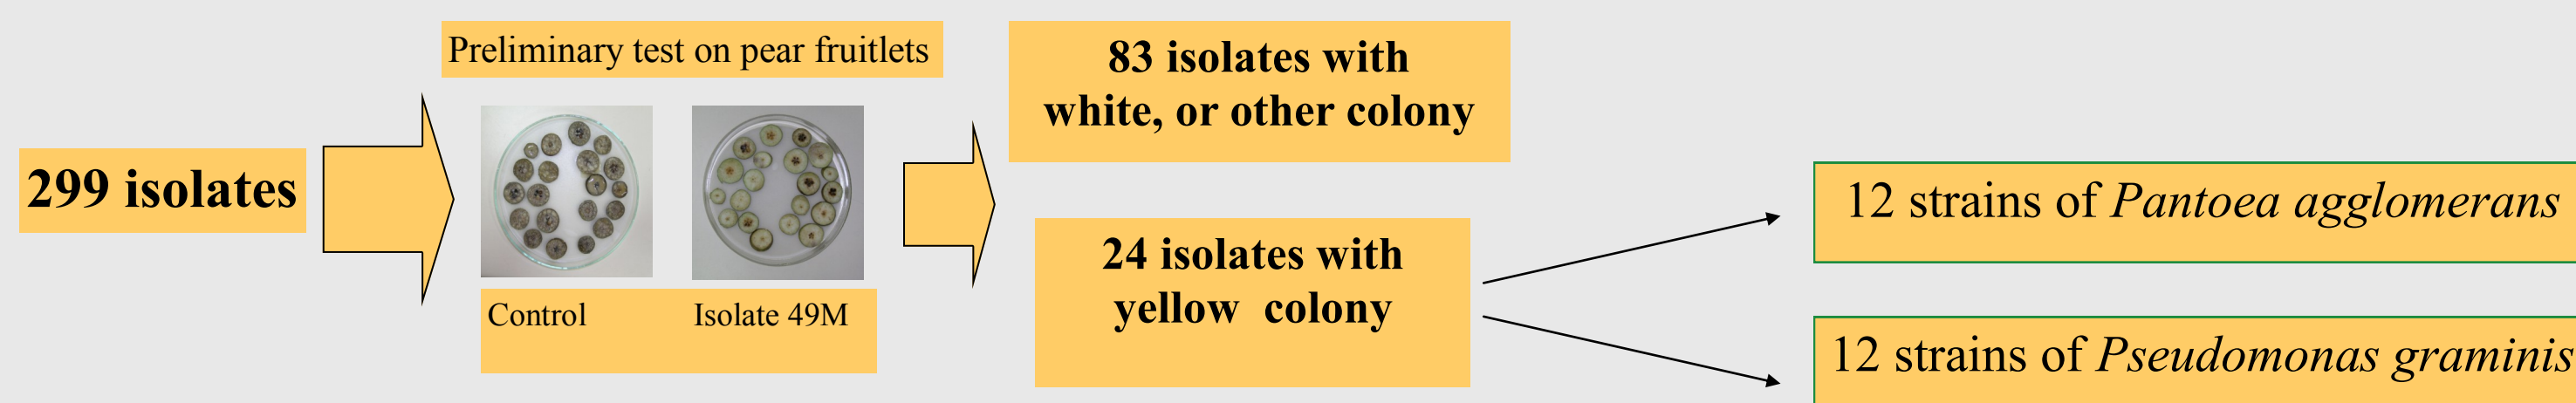 299 isolates
Preliminary test on pear fruitlets
Control
Isolate 49M
83 isolates with
white, or other colony
24 isolates with
yellow colony
12 strains of Pantoea agglomerans
12 strains of Pseudomonas graminis